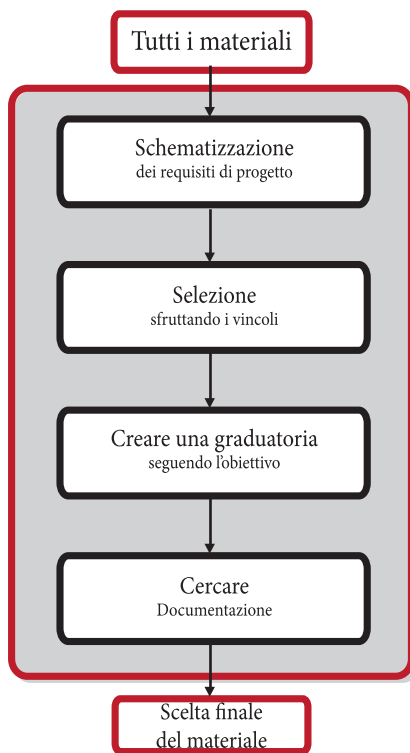 Tutti i materiali
Schematizzazione
dei requisiti di progetto
Selezione
sfruttando i vincoli
Creare una graduatoria
seguendo l'obiettivo
Cercare
Documentazione
Scelta finale
del materiale